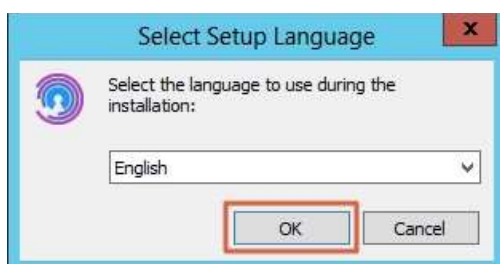 Select Setup Language
x
Select the language to use during the
installation:
English
OK
Cancel